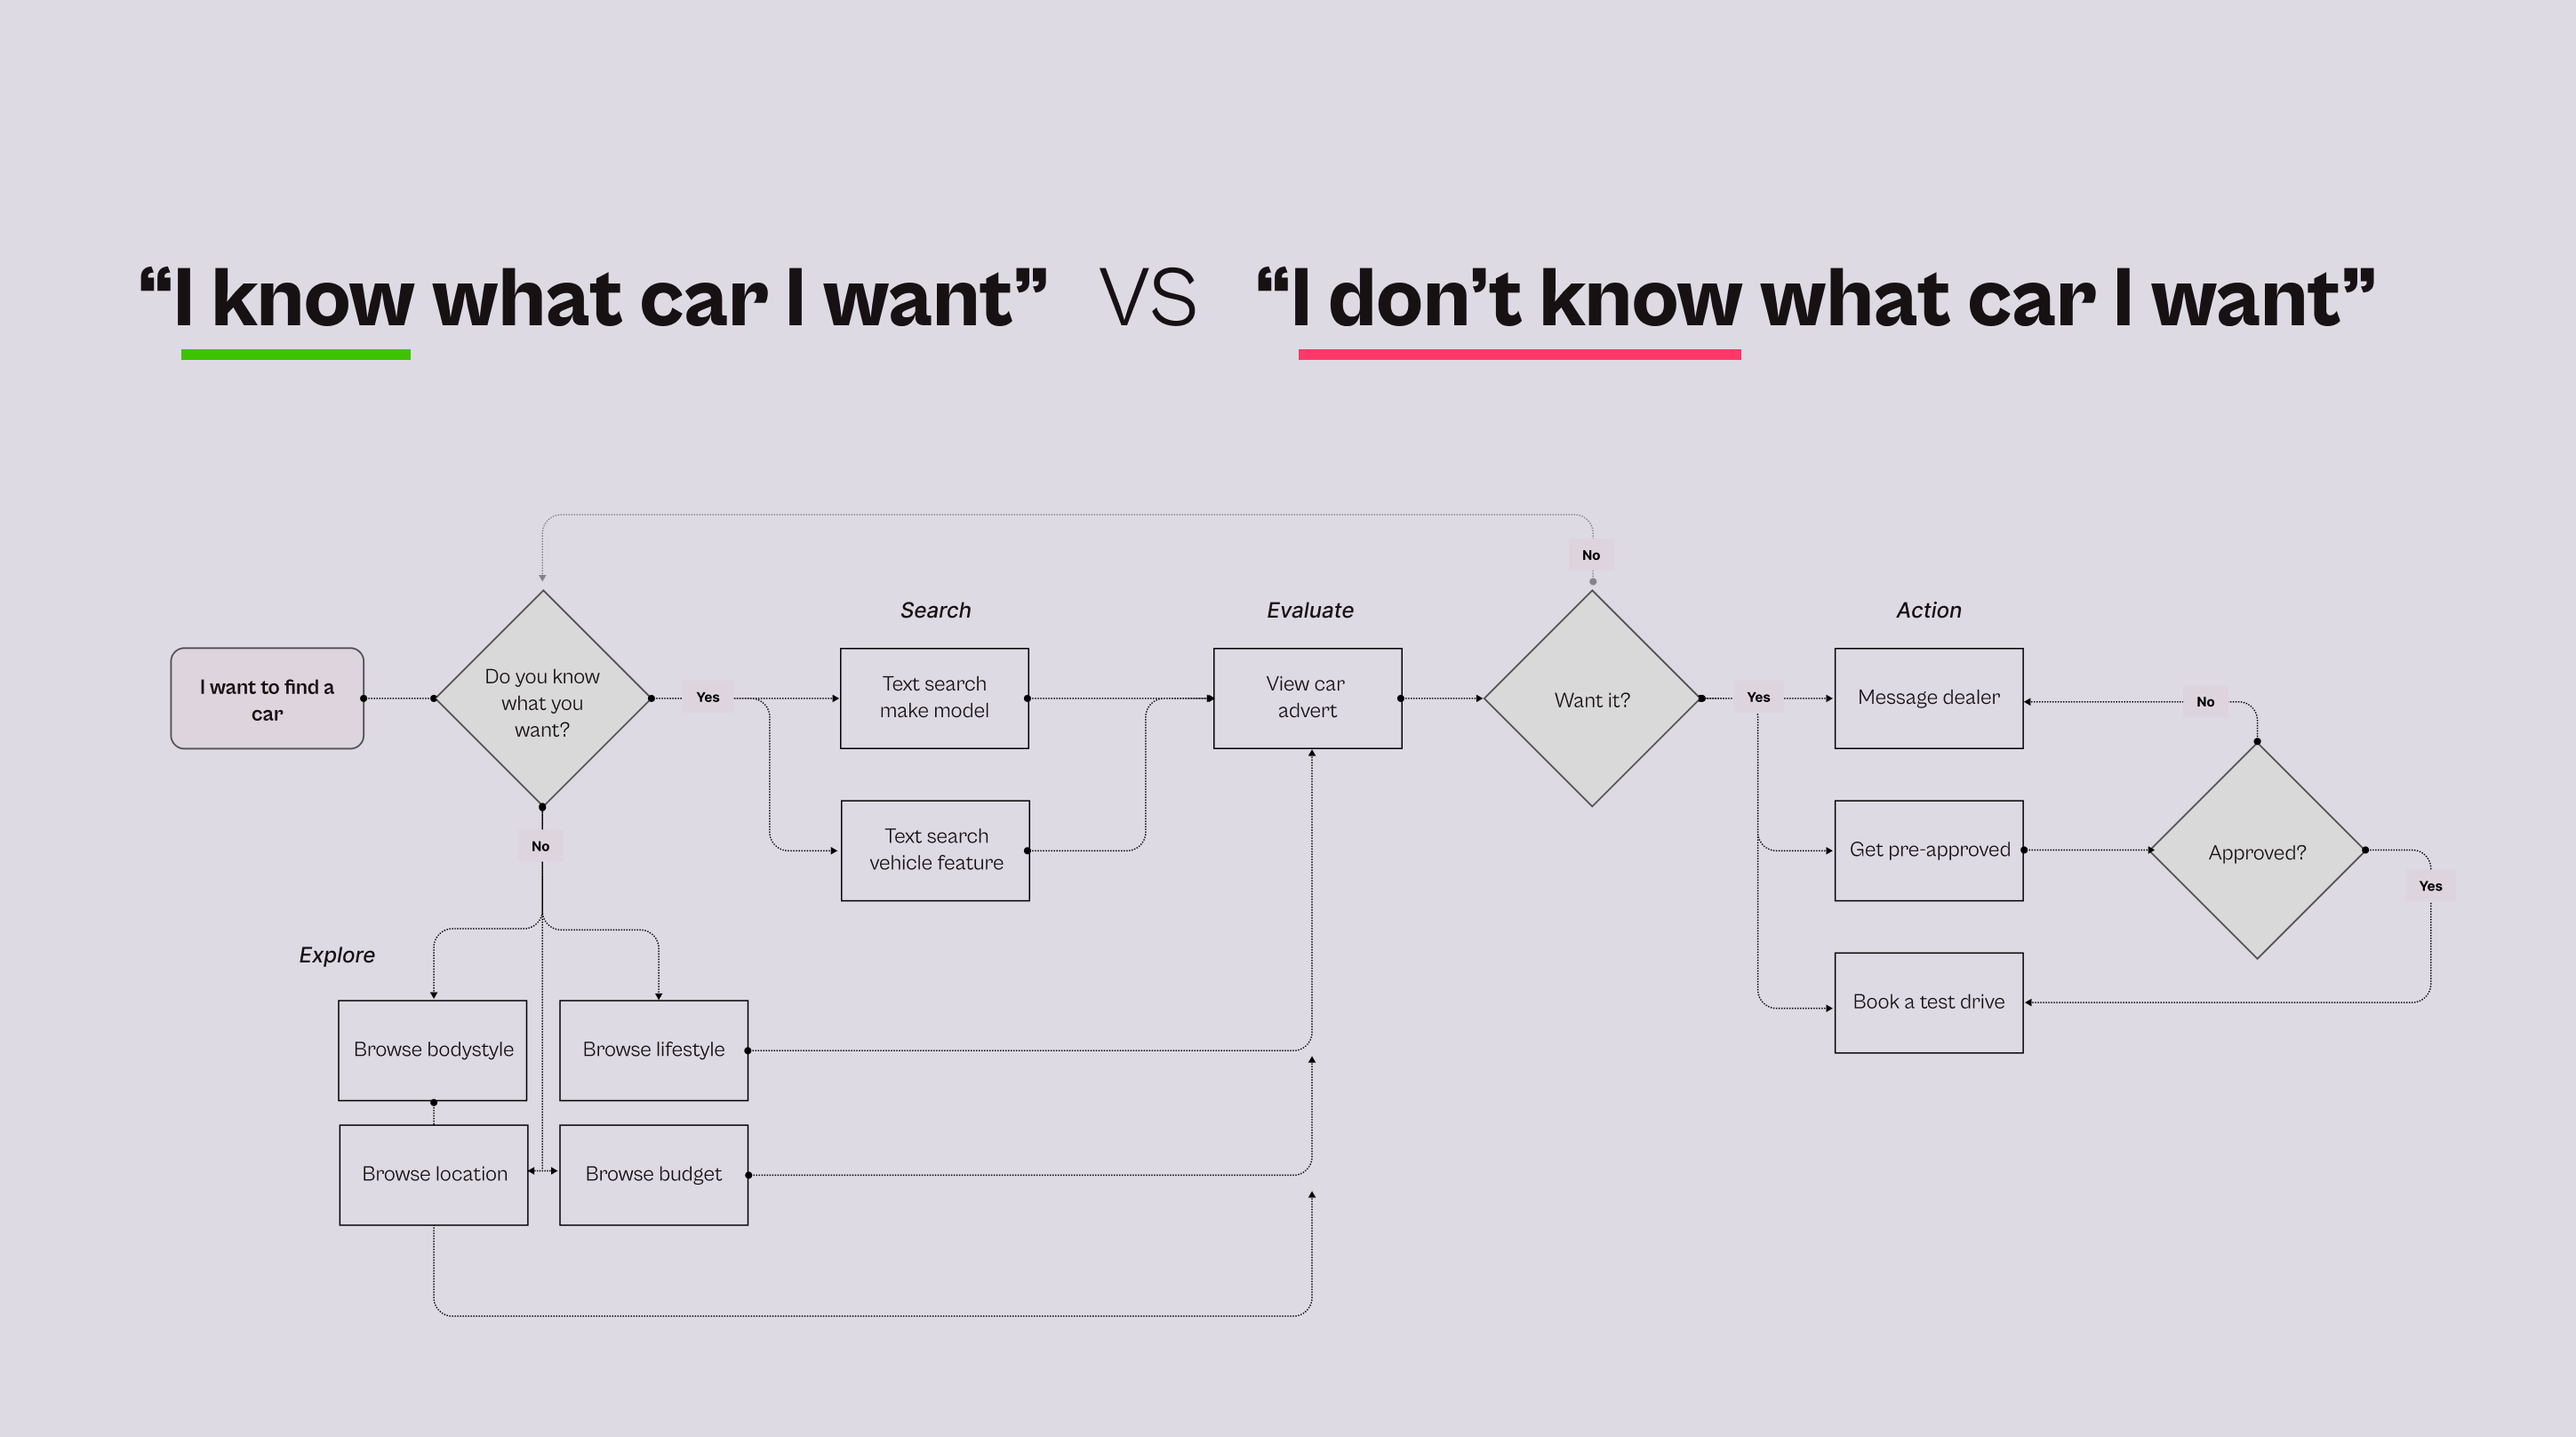 “I know what car I want” VS “I don’t know what car I want”
No
Search
Evaluate
Action
I want to find a
car
Do you know
what you
want?
Yes
Text search
make model
View car
advert
Want it?
Yes
Message dealer
No
Text search
vehicle feature
Get pre-approved
Approved?
Yes
No
Explore
Book a test drive
Browse bodystyle
Browse lifestyle
Browse location
Browse budget